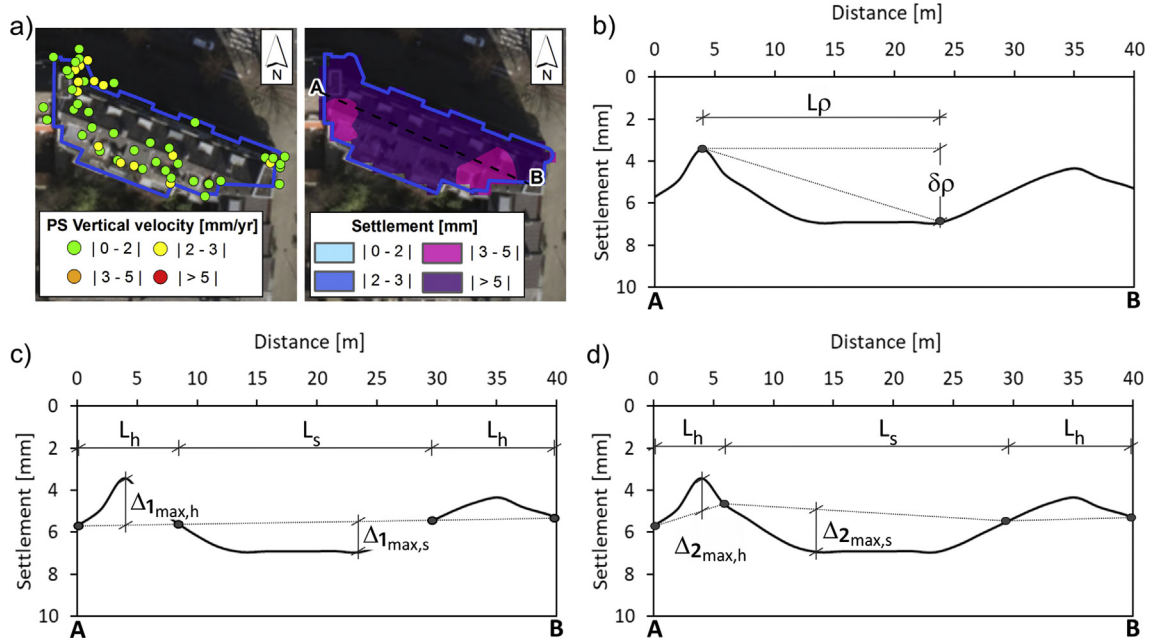 a)
N
N
A
B
PS Vertical velocity [mm/yr]
| 0 - 2 | | 2 - 3 |
| 3 - 5 | | > 5 |
Settlement [mm]
| 0 - 2 | | 3 - 5 |
| 2 - 3 | | > 5 |
b)
Distance [m]
0 5 10 15 20 25 30 35 40
Settlement [mm]
0
2
4
6
8
10
Lρ
δρ
A B
c)
Distance [m]
0 5 10 15 20 25 30 35 40
Settlement [mm]
0
2
4
6
8
10
Lh Ls Lh
Δ1max,h
Δ1max,s
A B
d)
Distance [m]
0 5 10 15 20 25 30 35 40
Settlement [mm]
0
2
4
6
8
10
Lh Ls Lh
Δ2max,h
Δ2max,s
A B